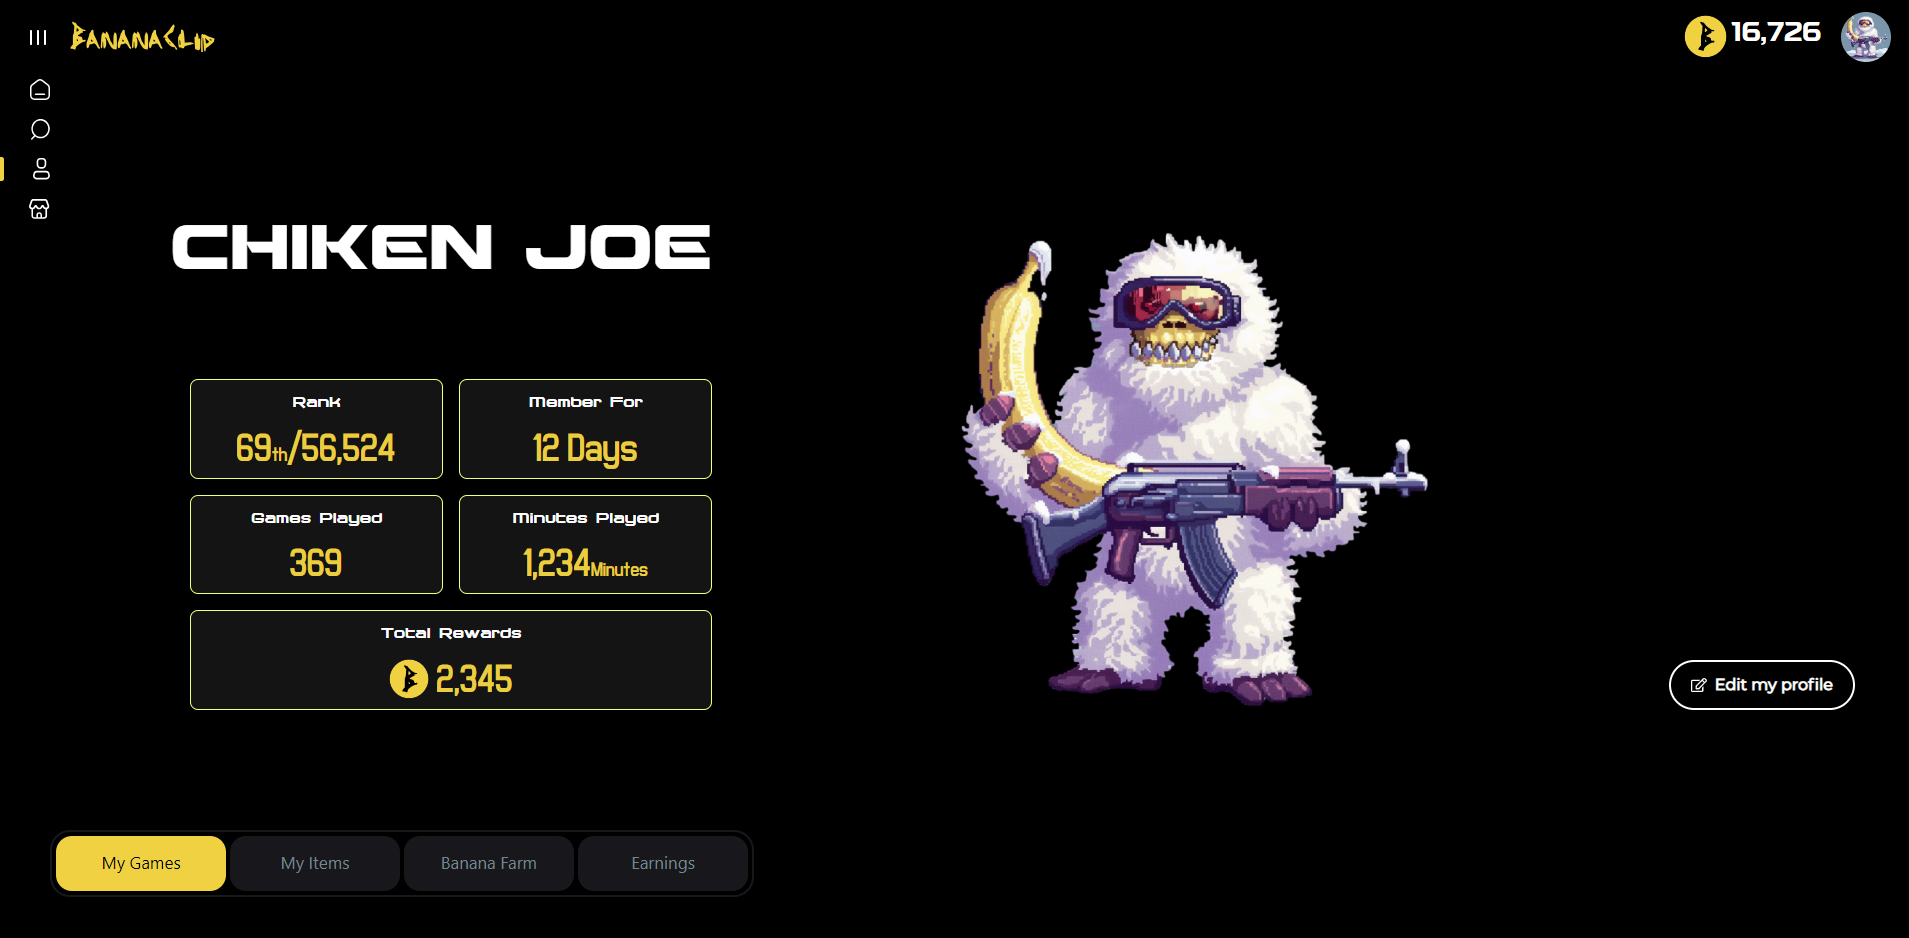 BananaClip
16,726
CHIKEN JOE
Rank
69th/56,524
Member For
12 Days
Games Played
369
Minutes Played
1,234Minutes
Total Rewards
2,345
Edit my profile
My Games
My Items
Banana Farm
Earnings